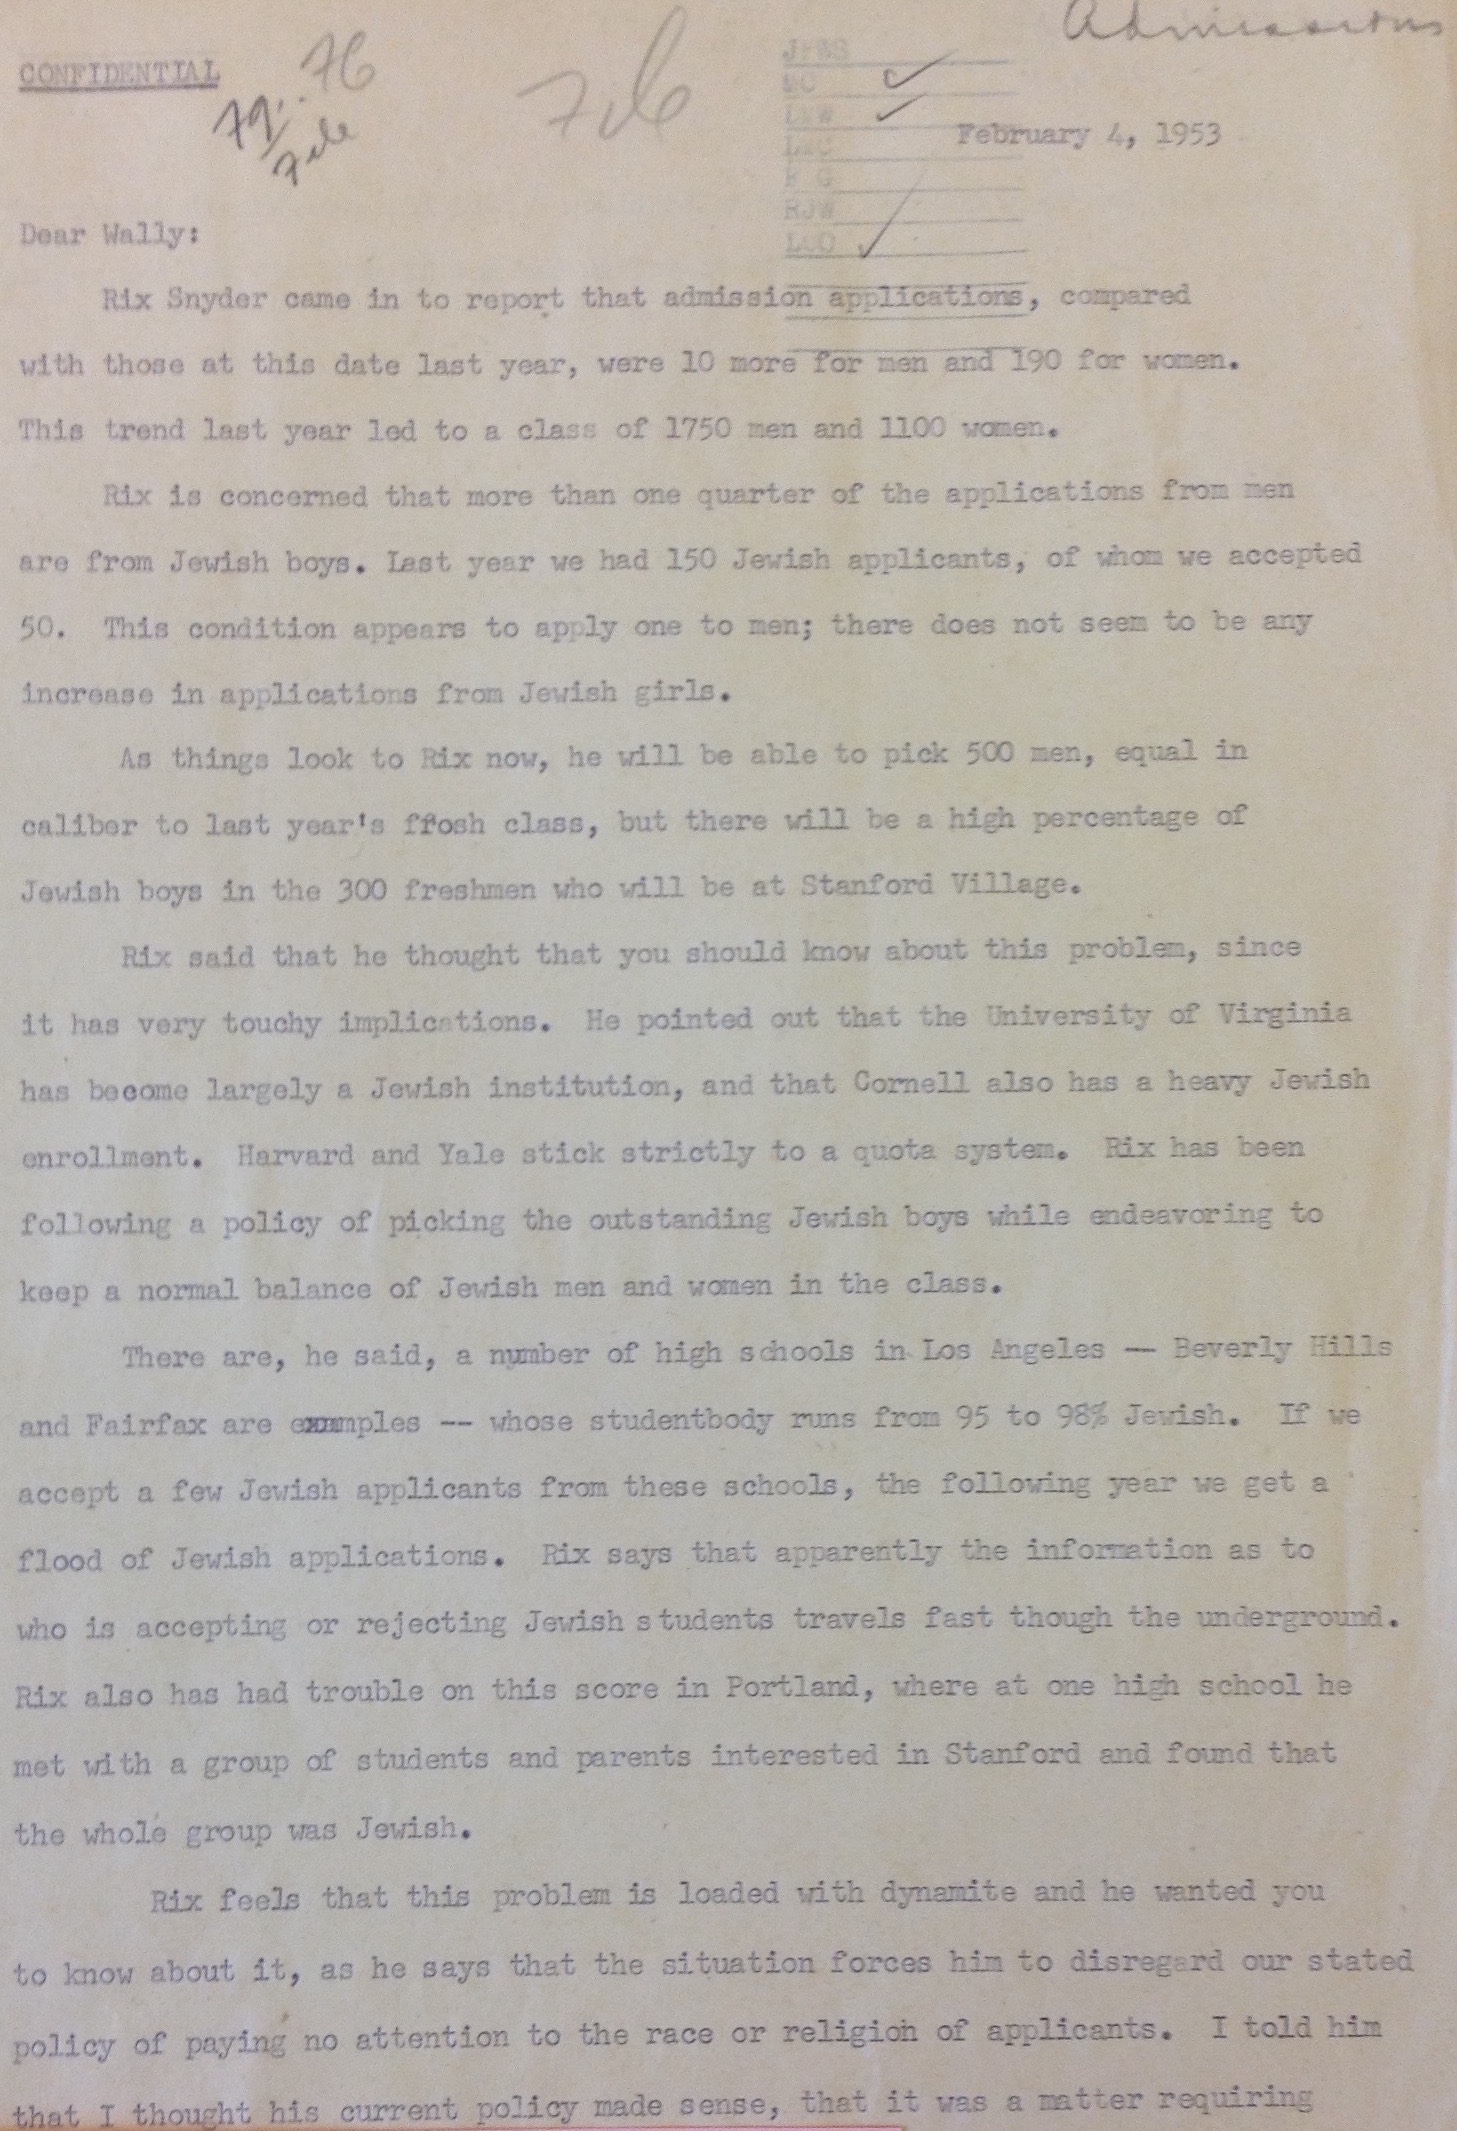 Admissions
CONFIDENTIAL
76
File
JEWS
LKW
F G
RJW
February 4, 1953
Dear Wally:
Rix Snyder came in to report that admission applications, compared
with those at this date last year, were 10 more for men and 190 for women.
This trend last year led to a class of 1750 men and 1100 women.
Rix is concerned that more than one quarter of the applications from men
are from Jewish boys. Last year we had 150 Jewish applicants, of whom we accepted
50. This condition appears to apply one to men; there does not seem to be any
increase in applications from Jewish girls.
As things look to Rix now, he will be able to pick 500 men, equal in
caliber to last year's frosh class, but there will be a high percentage of
Jewish boys in the 300 freshmen who will be at Stanford Village.
Rix said that he thought that you should know about this problem, since
it has very touchy implications. He pointed out that the University of Virginia
has become largely a Jewish institution, and that Cornell also has a heavy Jewish
enrollment. Harvard and Yale stick strictly to a quota system. Rix has been
following a policy of picking the outstanding Jewish boys while endeavoring to
keep a normal balance of Jewish men and women in the class.
There are, he said, a number of high schools in Los Angeles -- Beverly Hills
and Fairfax are examples -- whose studentbody runs from 95 to 98% Jewish. If we
accept a few Jewish applicants from these schools, the following year we get a
flood of Jewish applications. Rix says that apparently the information as to
who is accepting or rejecting Jewish students travels fast though the underground.
Rix also has had trouble on this score in Portland, where at one high school he
met with a group of students and parents interested in Stanford and found that
the whole group was Jewish.
Rix feels that this problem is loaded with dynamite and he wanted you
to know about it, as he says that the situation forces him to disregard our stated
policy of paying no attention to the race or religion of applicants. I told him
that I thought his current policy made sense, that it was a matter requiring